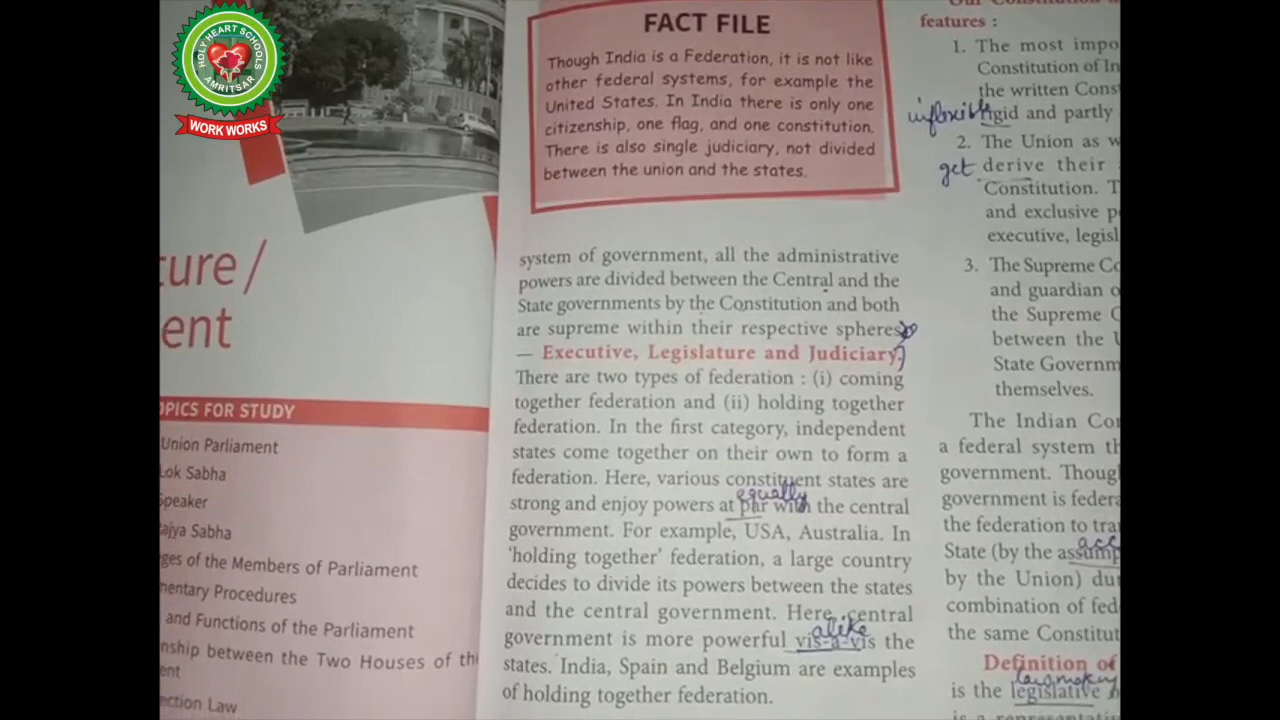 HOLY HEART SCHOOLS
AMRITSAR
WORK WORKS
ture/
ent
OPICS FOR STUDY
Union Parliament
Lok Sabha
Speaker
Rajya Sabha
ges of the Members of Parliament
mentary Procedures
and Functions of the Parliament
nship between the Two Houses of th
ent
ection Law
FACT FILE
Though India is a Federation, it is not like
other federal systems, for example the
United States. In India there is only one
citizenship, one flag, and one constitution.
There is also single judiciary, not divided
between the union and the states.
system of government, all the administrative
powers are divided between the Central and the
State governments by the Constitution and both
are supreme within their respective spheres
— Executive, Legislature and Judiciary.
There are two types of federation : (i) coming
together federation and (ii) holding together
federation. In the first category, independent
states come together on their own to form a
federation. Here, various constituent states are
equally
strong and enjoy powers at par with the central
government. For example, USA, Australia. In
‘holding together’ federation, a large country
decides to divide its powers between the states
and the central government. Here, central
alike
government is more powerful vis-a-vis the
states. India, Spain and Belgium are examples
of holding together federation.
Our Constitution
features :
1. The most impo
Constitution of In
the written Const
inflexible rigid and partly
2. The Union as w
get derive their
Constitution. T
and exclusive p
executive, legisl
3. The Supreme Co
and guardian o
the Supreme C
between the U
State Governm
themselves.
The Indian Con
a federal system th
government. Thoug
government is federa
the federation to tra
acc
State (by the assump
by the Union) du
combination of fed
the same Constitut
Definition of
lawmaking
is the legislative
is a representativ